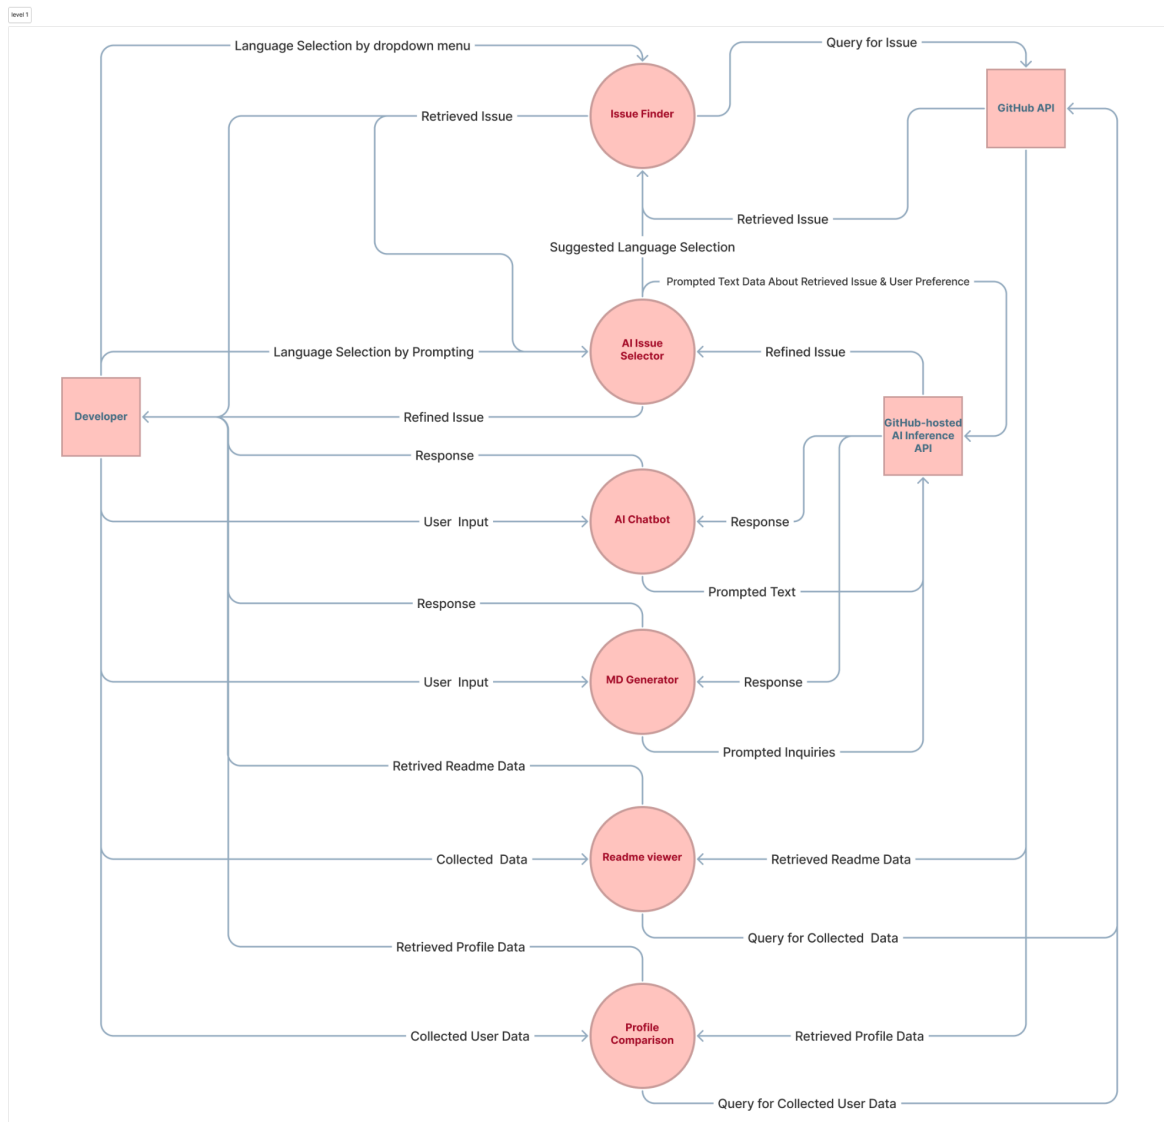 level 1
Language Selection by dropdown menu
Query for Issue
Issue Finder
GitHub API
Retrieved Issue
Retrieved Issue
Suggested Language Selection
Prompted Text Data About Retrieved Issue & User Preference
AI Issue
Selector
Language Selection by Prompting
Refined Issue
Developer
Refined Issue
GitHub-hosted
AI Inference
API
Response
User Input
AI Chatbot
Response
Prompted Text
Response
User Input
MD Generator
Response
Prompted Inquiries
Retrived Readme Data
Collected Data
Readme viewer
Retrieved Readme Data
Query for Collected Data
Retrieved Profile Data
Collected User Data
Profile
Comparison
Retrieved Profile Data
Query for Collected User Data